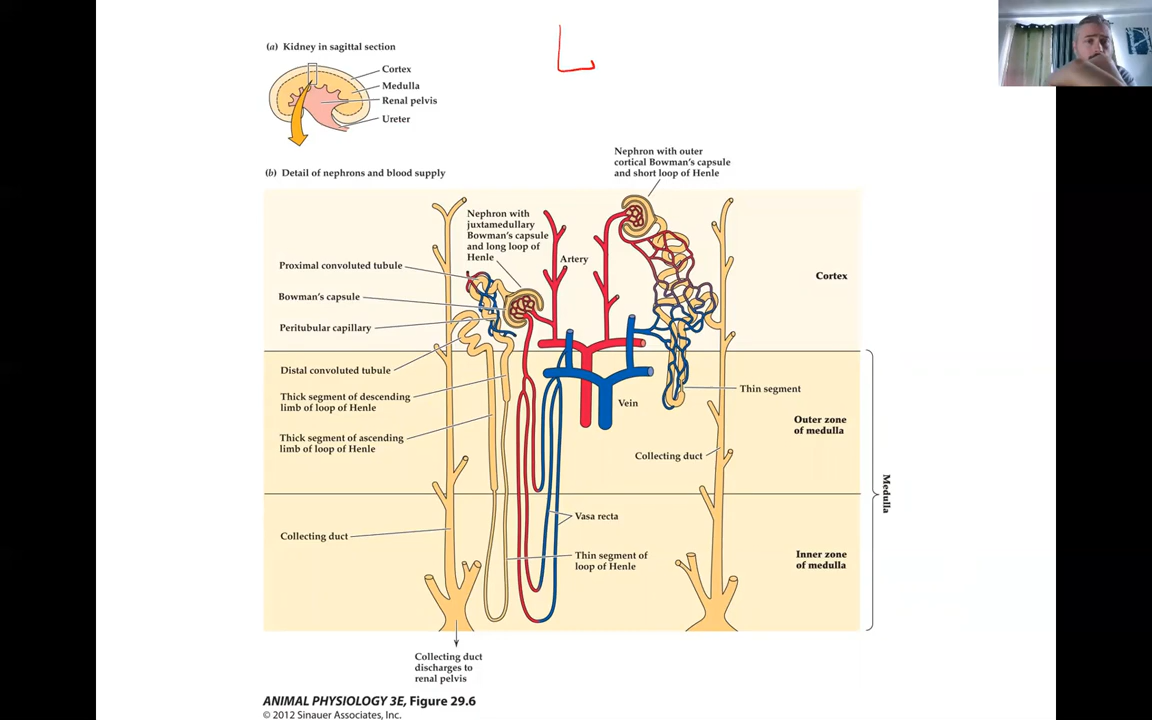 (a) Kidney in sagittal section
Cortex
Medulla
Renal pelvis
Ureter
(b) Detail of nephrons and blood supply
Nephron with outer
cortical Bowman's capsule
and short loop of Henle
Nephron with
juxtamedullary
Bowman's capsule
and long loop of
Henle
Artery
Proximal convoluted tubule
Bowman's capsule
Peritubular capillary
Distal convoluted tubule
Thick segment of descending
limb of loop of Henle
Thick segment of ascending
limb of loop of Henle
Collecting duct
Cortex
Vein
Thin segment
Outer zone
of medulla
Collecting duct
Medulla
Vasa recta
Thin segment of
loop of Henle
Inner zone
of medulla
Collecting duct
discharges to
renal pelvis
ANIMAL PHYSIOLOGY 3E, Figure 29.6
© 2012 Sinauer Associates, Inc.